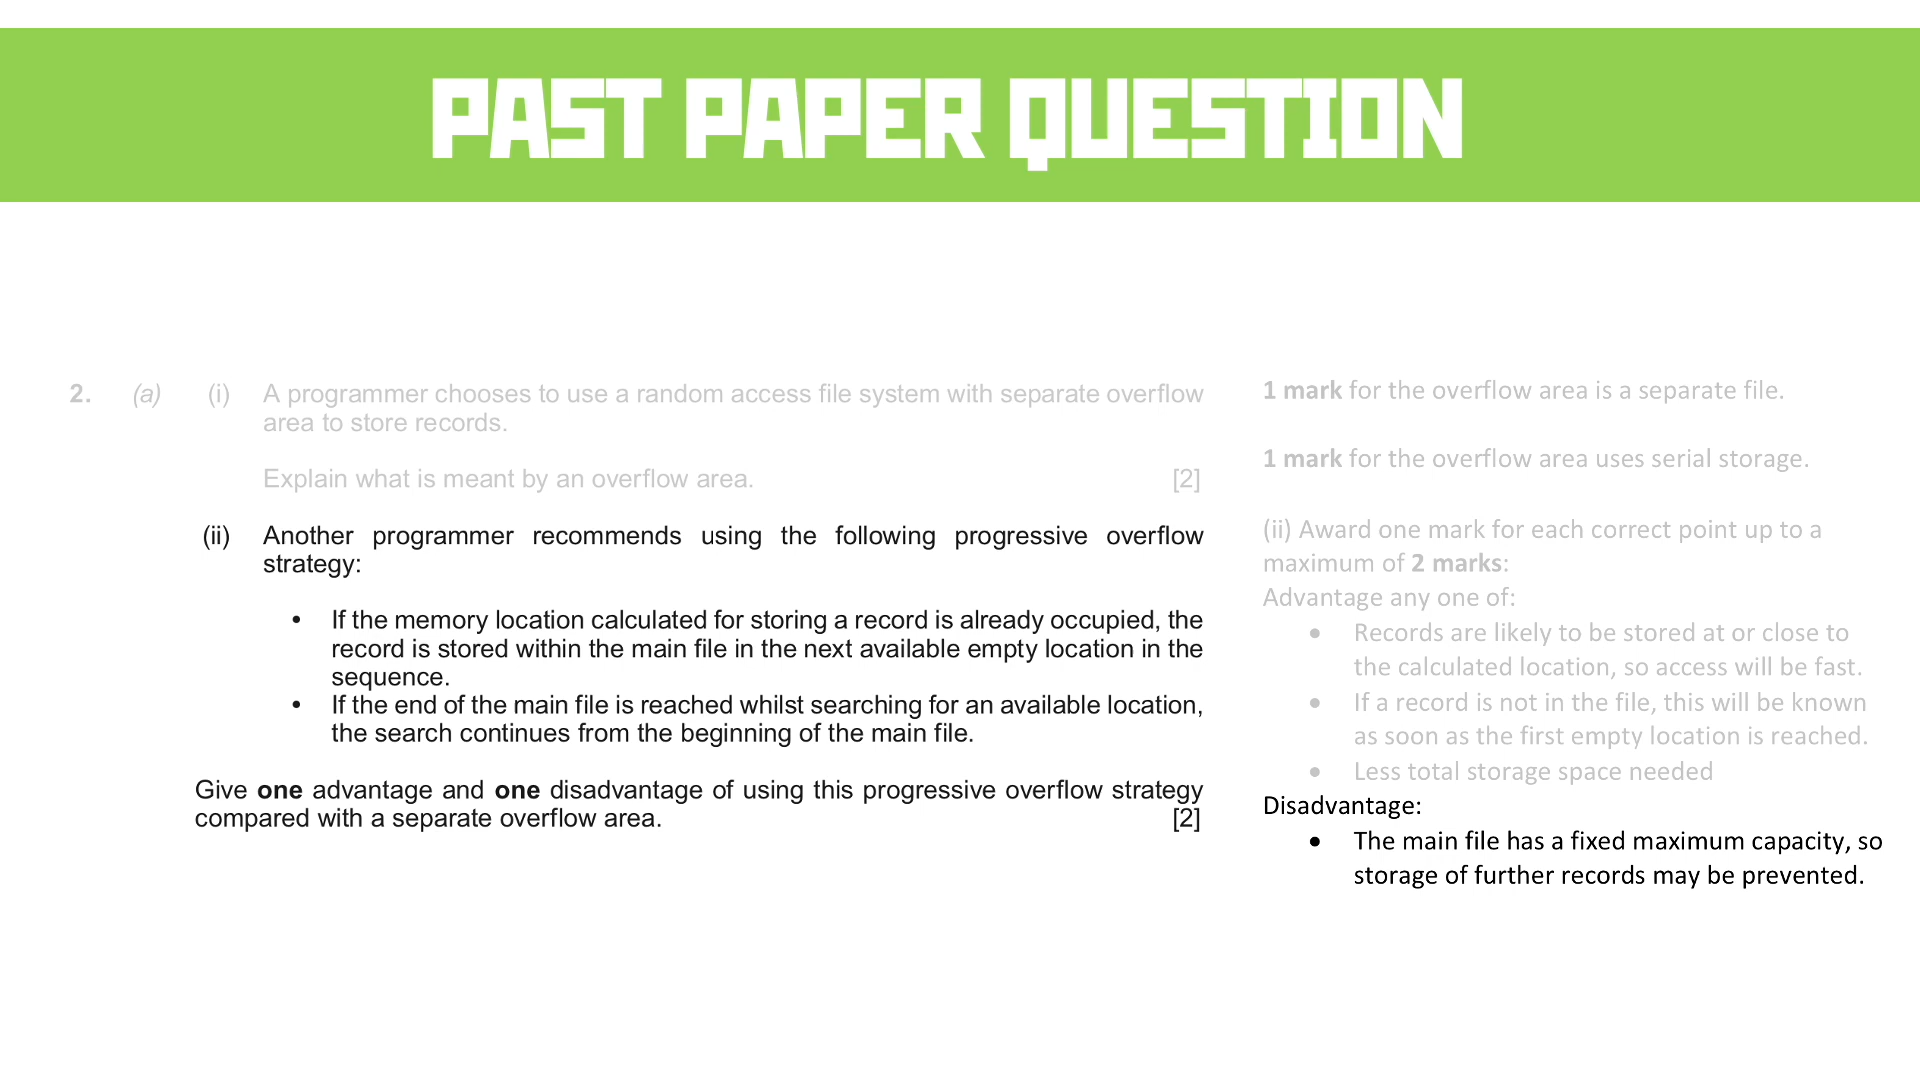 PAST PAPER QUESTION
2. (a) (i) A programmer chooses to use a random access file system with separate overflow
area to store records.
Explain what is meant by an overflow area. [2]
(ii) Another programmer recommends using the following progressive overflow
strategy:
• If the memory location calculated for storing a record is already occupied, the
record is stored within the main file in the next available empty location in the
sequence.
• If the end of the main file is reached whilst searching for an available location,
the search continues from the beginning of the main file.
Give one advantage and one disadvantage of using this progressive overflow strategy
compared with a separate overflow area. [2]
1 mark for the overflow area is a separate file.
1 mark for the overflow area uses serial storage.
(ii) Award one mark for each correct point up to a
maximum of 2 marks:
Advantage any one of:
• Records are likely to be stored at or close to
the calculated location, so access will be fast.
• If a record is not in the file, this will be known
as soon as the first empty location is reached.
• Less total storage space needed
Disadvantage:
• The main file has a fixed maximum capacity, so
storage of further records may be prevented.